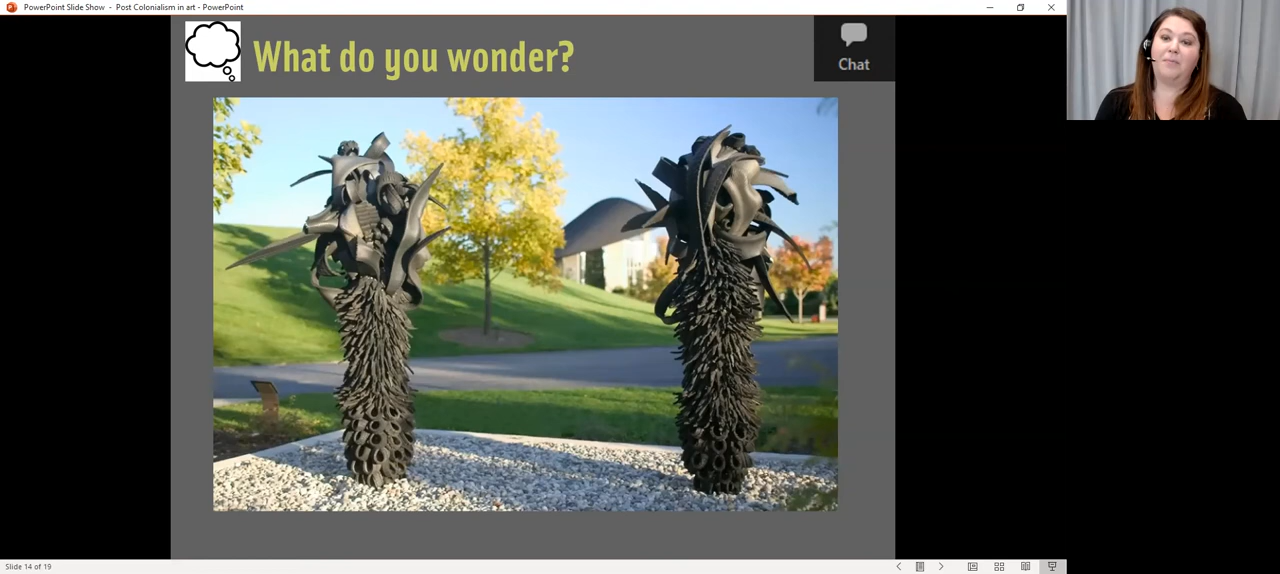 PowerPoint Slide Show - Post Colonialism in art - PowerPoint
What do you wonder?
Chat
Slide 14 of 19